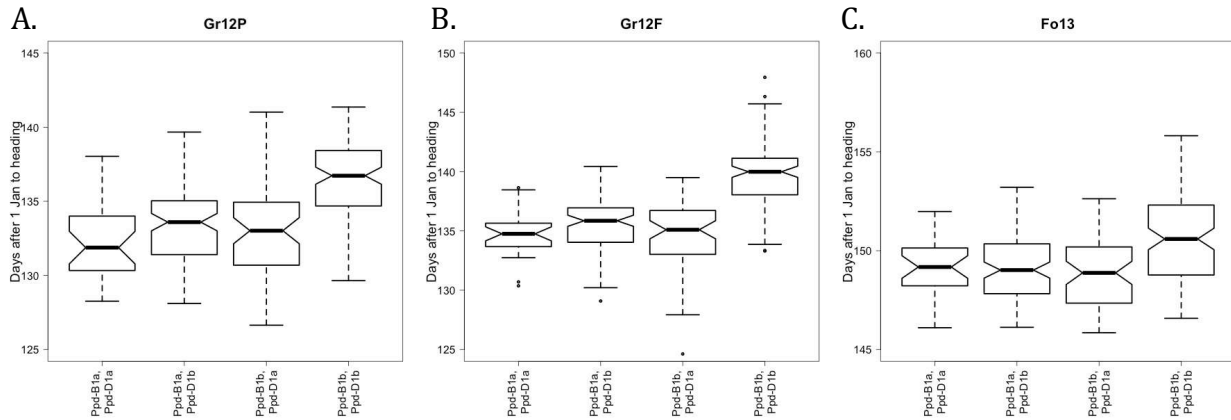 A.
Gr12P
Days after 1 Jan to heading
145
140
135
130
125
Ppd-B1a,
Ppd-D1a
Ppd-B1a,
Ppd-D1b
Ppd-B1b,
Ppd-D1a
Ppd-B1b,
Ppd-D1b
B.
Gr12F
Days after 1 Jan to heading
150
145
140
135
130
125
Ppd-B1a,
Ppd-D1a
Ppd-B1a,
Ppd-D1b
Ppd-B1b,
Ppd-D1a
Ppd-B1b,
Ppd-D1b
C.
Fo13
Days after 1 Jan to heading
160
155
150
145
Ppd-B1a,
Ppd-D1a
Ppd-B1a,
Ppd-D1b
Ppd-B1b,
Ppd-D1a
Ppd-B1b,
Ppd-D1b